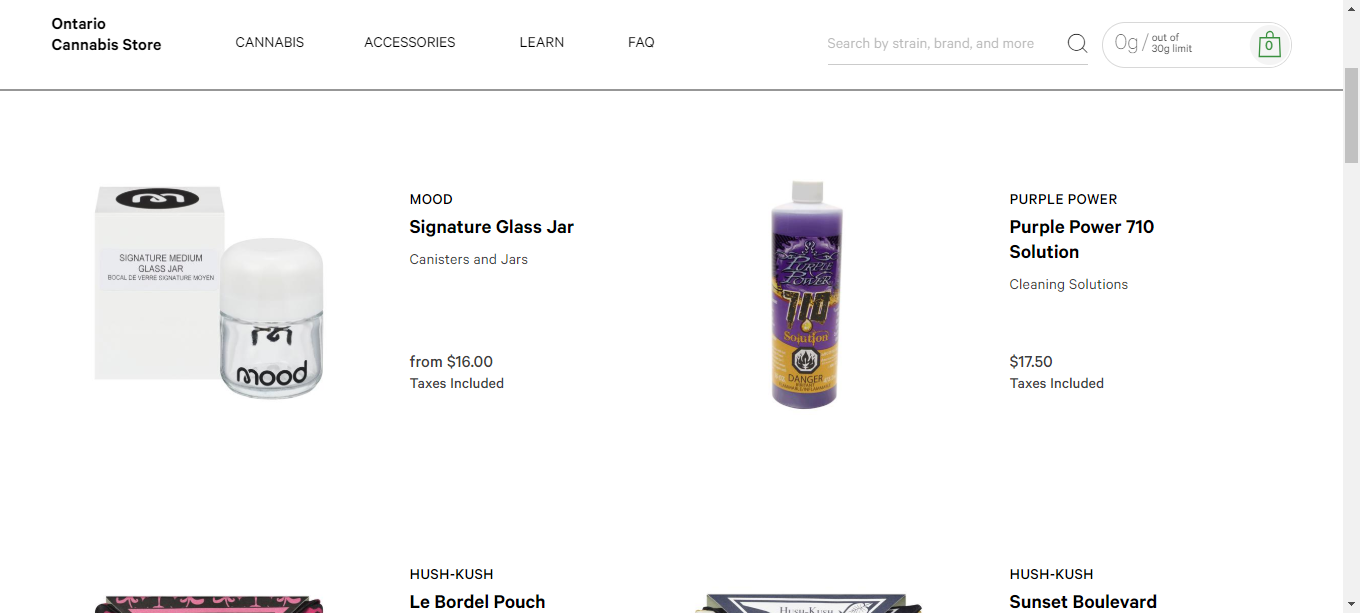 Ontario
Cannabis Store
CANNABIS
ACCESSORIES
LEARN
FAQ
Search by strain, brand, and more
0g / out of
30g limit
0
SIGNATURE MEDIUM
GLASS JAR
BOCAL DE VERRE SIGNATURE MOYEN
mood
MOOD
Signature Glass Jar
Canisters and Jars
from $16.00
Taxes Included
PURPLE
POWER
710
Solution
DANGER
PURPLE POWER
Purple Power 710
Solution
Cleaning Solutions
$17.50
Taxes Included
HUSH-KUSH
Le Bordel Pouch
HUSH-KUSH
HUSH-KUSH
Sunset Boulevard